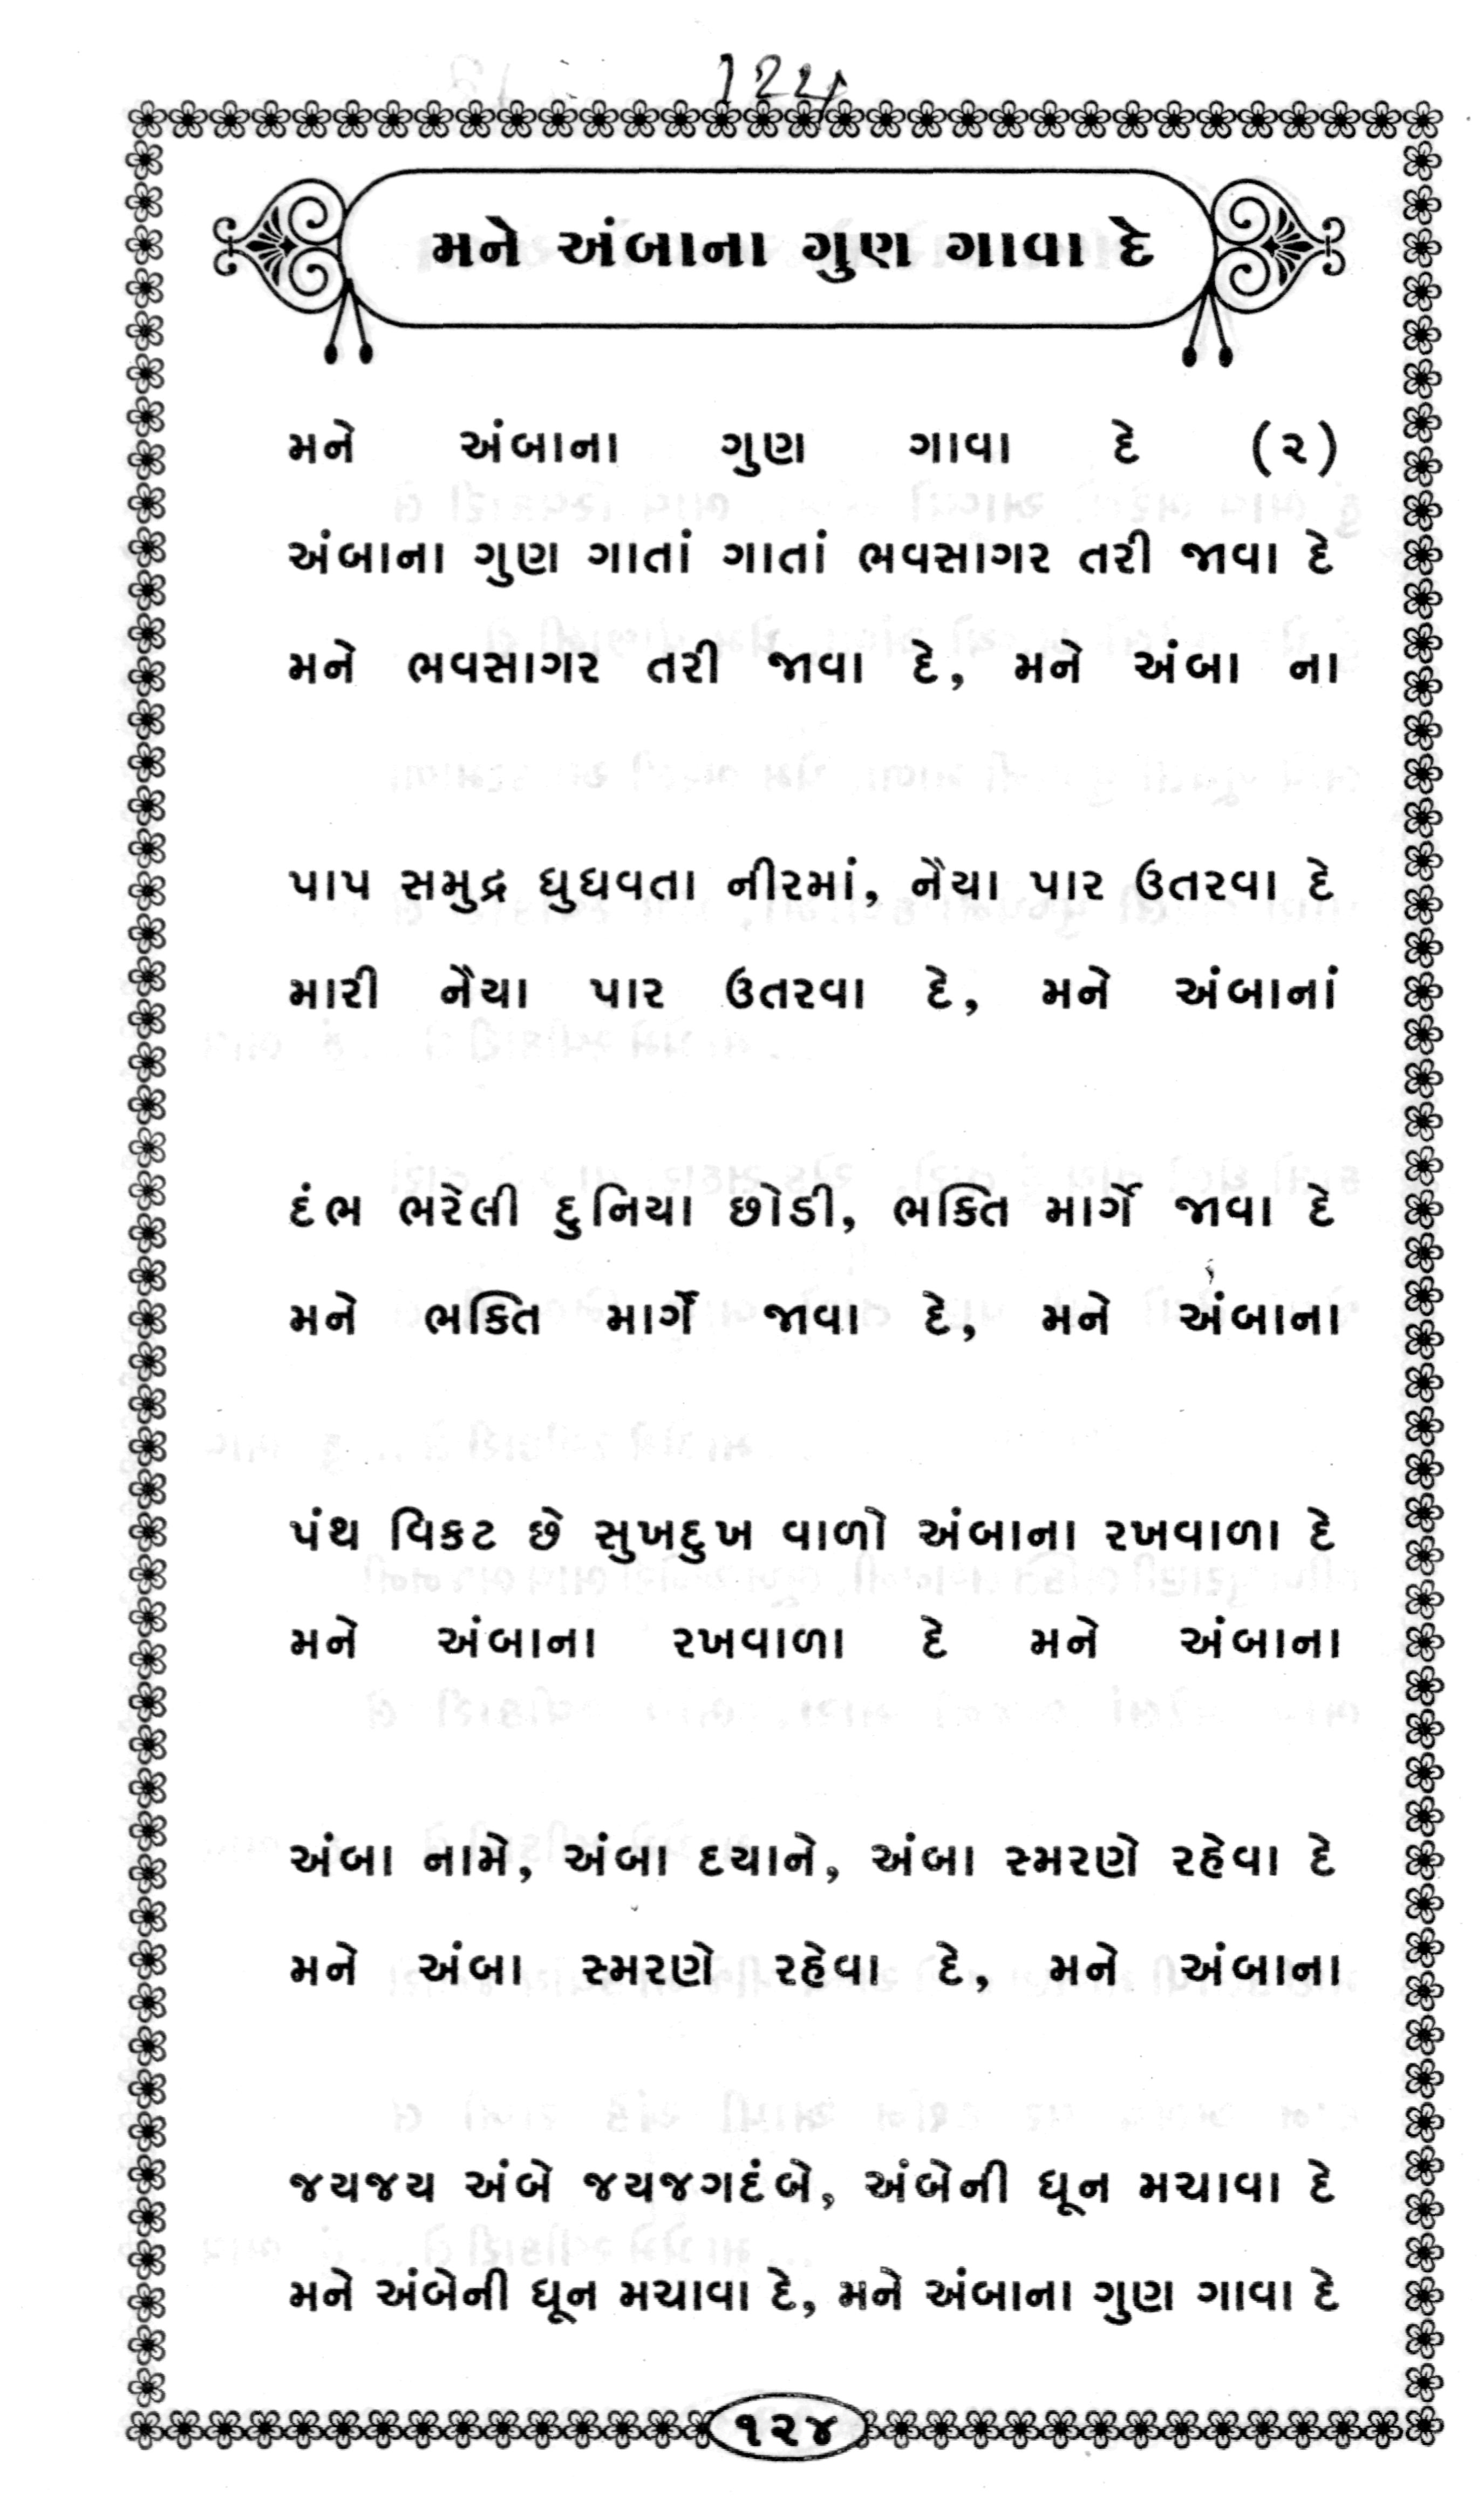 124
મને અંબાના ગુણ ગાવા દે
મને અંબાના ગુણ ગાવા દે (૨)
અંબાના ગુણ ગાતાં ગાતાં ભવસાગર તરી જાવા દે
મને ભવસાગર તરી જાવા દે, મને અંબા ના
પાપ સમુદ્ર ઘુઘવતા નીરમાં, નૈયા પાર ઉતરવા દે
મારી નૈયા પાર ઉતરવા દે, મને અંબાનાં
દંભ ભરેલી દુનિયા છોડી, ભક્તિ માર્ગે જાવા દે
મને ભક્તિ માર્ગે જાવા દે, મને અંબાના
પંથ વિકટ છે સુખદુખ વાળો અંબાના રખવાળા દે
મને અંબાના રખવાળા દે મને અંબાના
અંબા નામે, અંબા દયાને, અંબા સ્મરણે રહેવા દે
મને અંબા સ્મરણે રહેવા દે, મને અંબાના
જયજય અંબે જયજગદંબે, અંબેની ધૂન મચાવા દે
મને અંબેની ધૂન મચાવા દે, મને અંબાના ગુણ ગાવા દે
૧૨૪